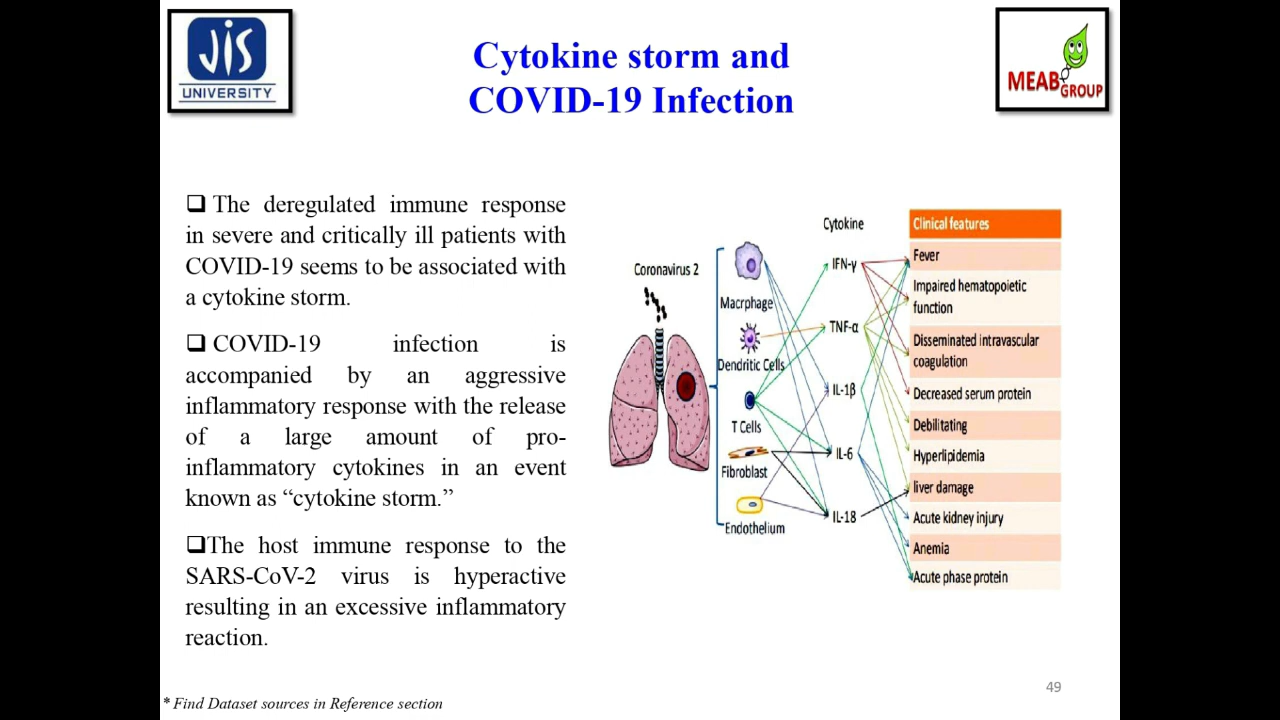 JIS
UNIVERSITY
Cytokine storm and
COVID-19 Infection
MEAB
GROUP
❑ The deregulated immune response
in severe and critically ill patients with
COVID-19 seems to be associated with
a cytokine storm.
❑ COVID-19 infection is
accompanied by an aggressive
inflammatory response with the release
of a large amount of pro-
inflammatory cytokines in an event
known as “cytokine storm.”
❑The host immune response to the
SARS-CoV-2 virus is hyperactive
resulting in an excessive inflammatory
reaction.
Coronavirus 2
Macrphage
Dendritic Cells
T Cells
Fibroblast
Endothelium
Cytokine
IFN-γ
TNF-α
IL-1β
IL-6
IL-18
Clinical features
Fever
Impaired hematopoietic
function
Disseminated intravascular
coagulation
Decreased serum protein
Debilitating
Hyperlipidemia
liver damage
Acute kidney injury
Anemia
Acute phase protein
49
* Find Dataset sources in Reference section